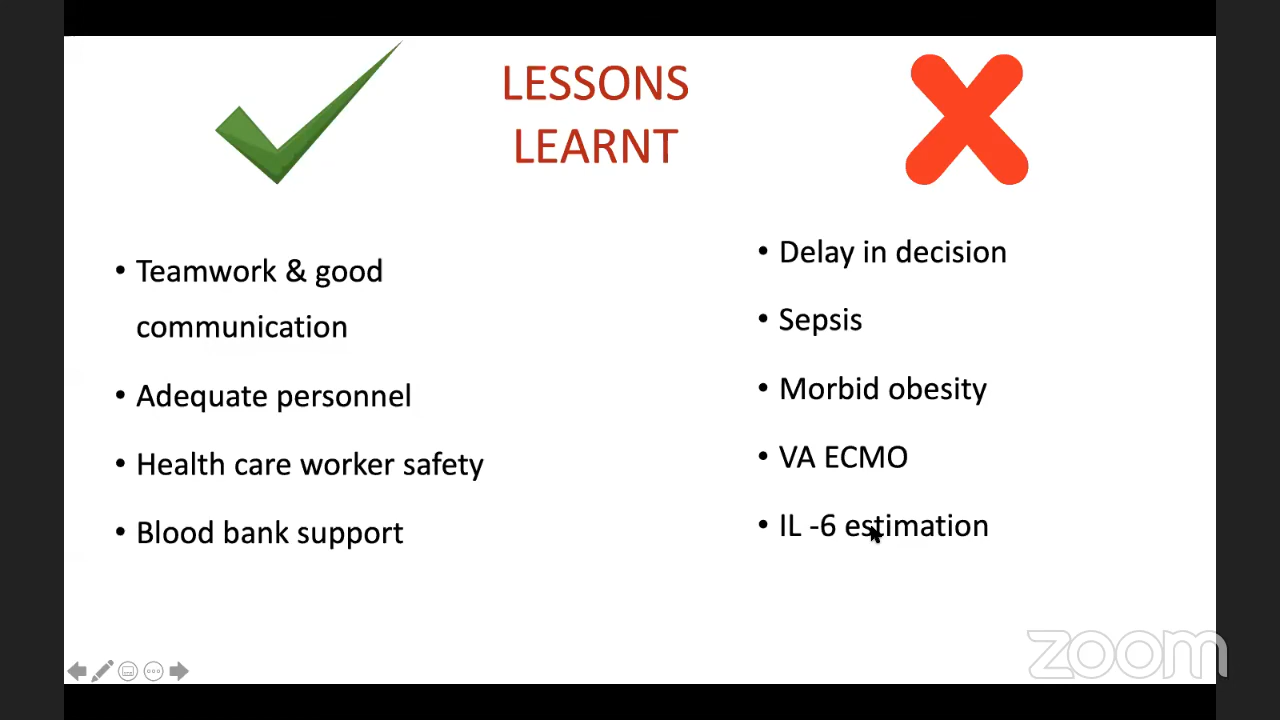 LESSONS
LEARNT
• Teamwork & good
communication
• Adequate personnel
• Health care worker safety
• Blood bank support
• Delay in decision
• Sepsis
• Morbid obesity
• VA ECMO
• IL -6 estimation
zoom